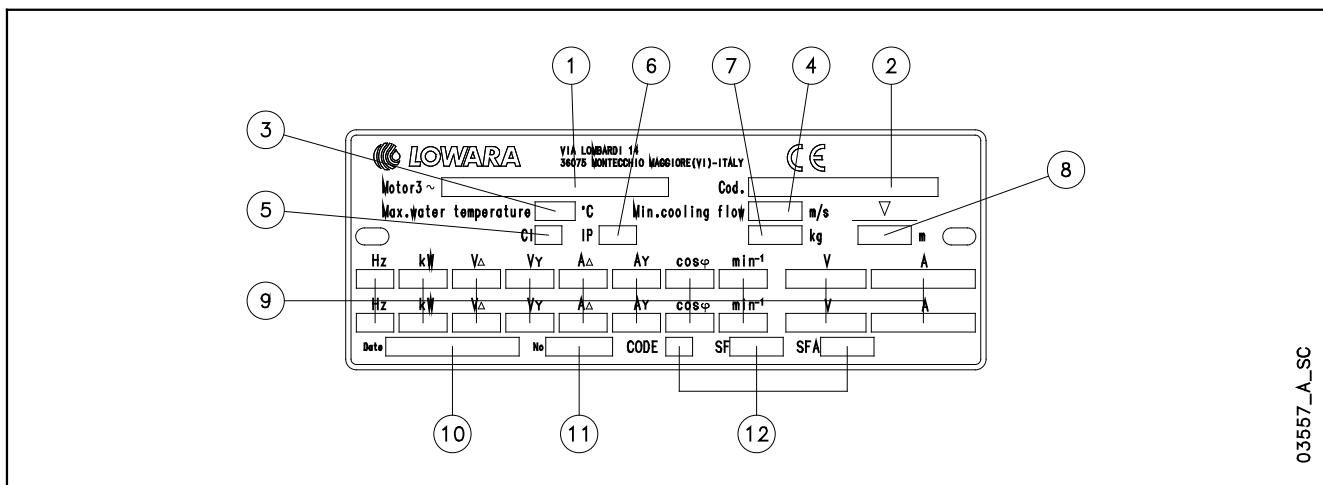 1 6 7 4 2
3
LOWARA VIA LOMBARDI 14
36075 MONTECCHIO MAGGIORE(VI)-ITALY CE
8
Motor3~ Cod.
5 Max.water temperature °C Min.cooling flow m/s
Cl IP kg m
Hz kW V△ VY A△ AY cosφ min⁻¹ V A
9
Hz kW V△ VY A△ AY cosφ min⁻¹ V A
Date No CODE SF SFA
10 11 12
03557_A_SC